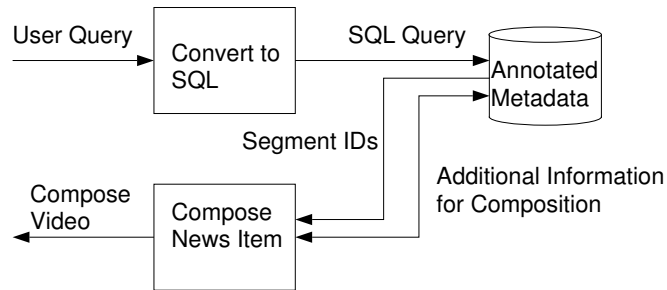 User Query
Convert to
SQL
SQL Query
Annotated
Metadata
Segment IDs
Additional Information
for Composition
Compose
Video
Compose
News Item